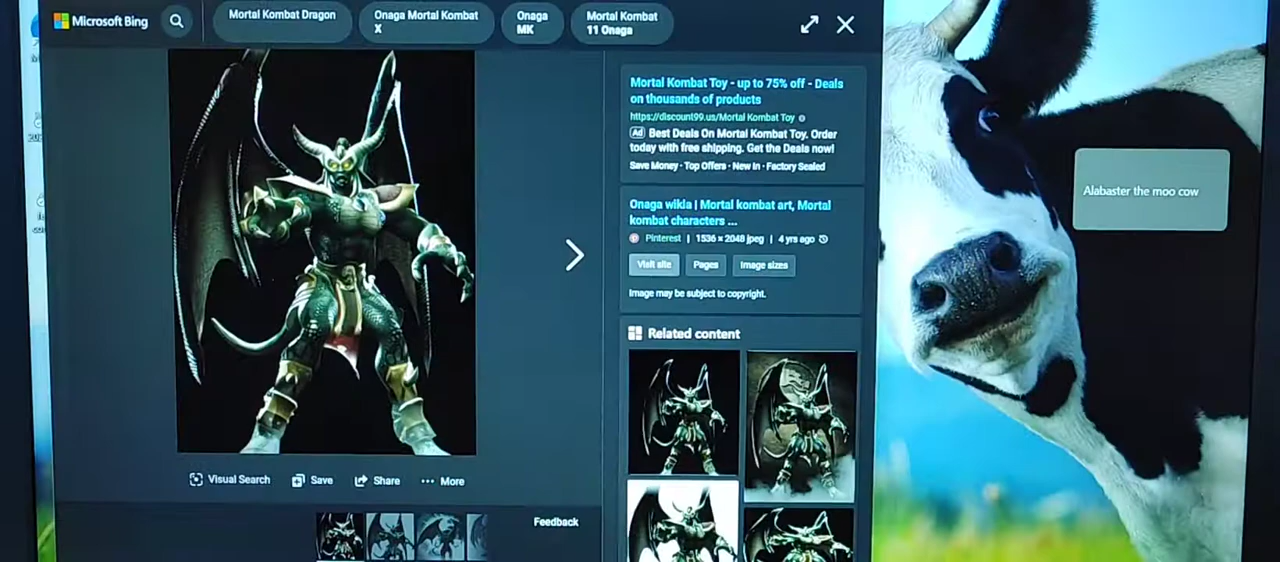 Microsoft Bing
Mortal Kombat Dragon
Onaga Mortal Kombat
X
Onaga
MK
Mortal Kombat
11 Onaga
Mortal Kombat Toy - up to 75% off - Deals
on thousands of products
https://discount99.us/Mortal Kombat Toy
Ad Best Deals On Mortal Kombat Toy. Order
today with free shipping. Get the Deals now!
Save Money · Top Offers · New In · Factory Sealed
Onaga wikia | Mortal kombat art, Mortal
kombat characters ...
Pinterest | 1536 × 2048 jpeg | 4 yrs ago
Visit site
Pages
Image sizes
Image may be subject to copyright.
Related content
Visual Search
Save
Share
More
Feedback
Alabaster the moo cow